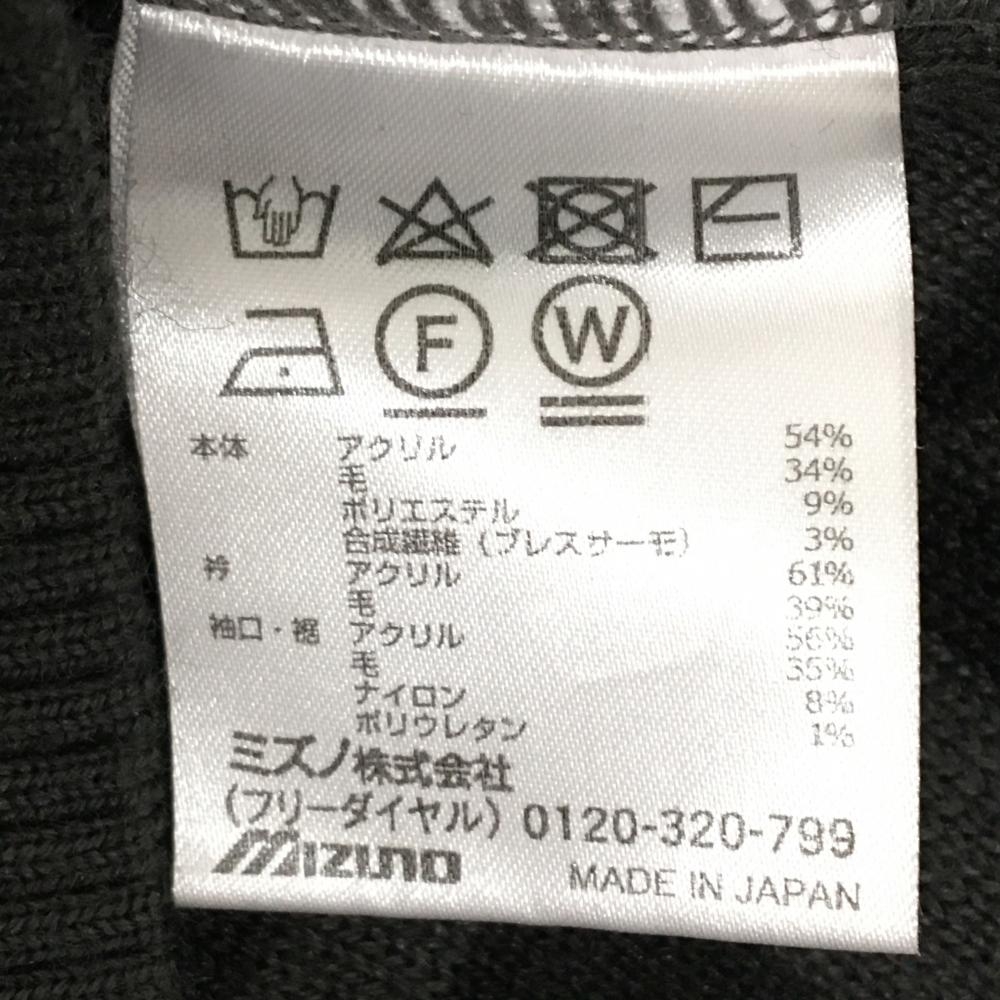 F W
本体 アクリル 54%
毛 34%
ポリエステル 9%
合成繊維（ブレスサーモ） 3%
衿 アクリル 61%
毛 39%
袖口・裾 アクリル 56%
毛 35%
ナイロン 8%
ポリウレタン 1%
ミズノ株式会社
（フリーダイヤル）0120-320-799
MIZUNO MADE IN JAPAN